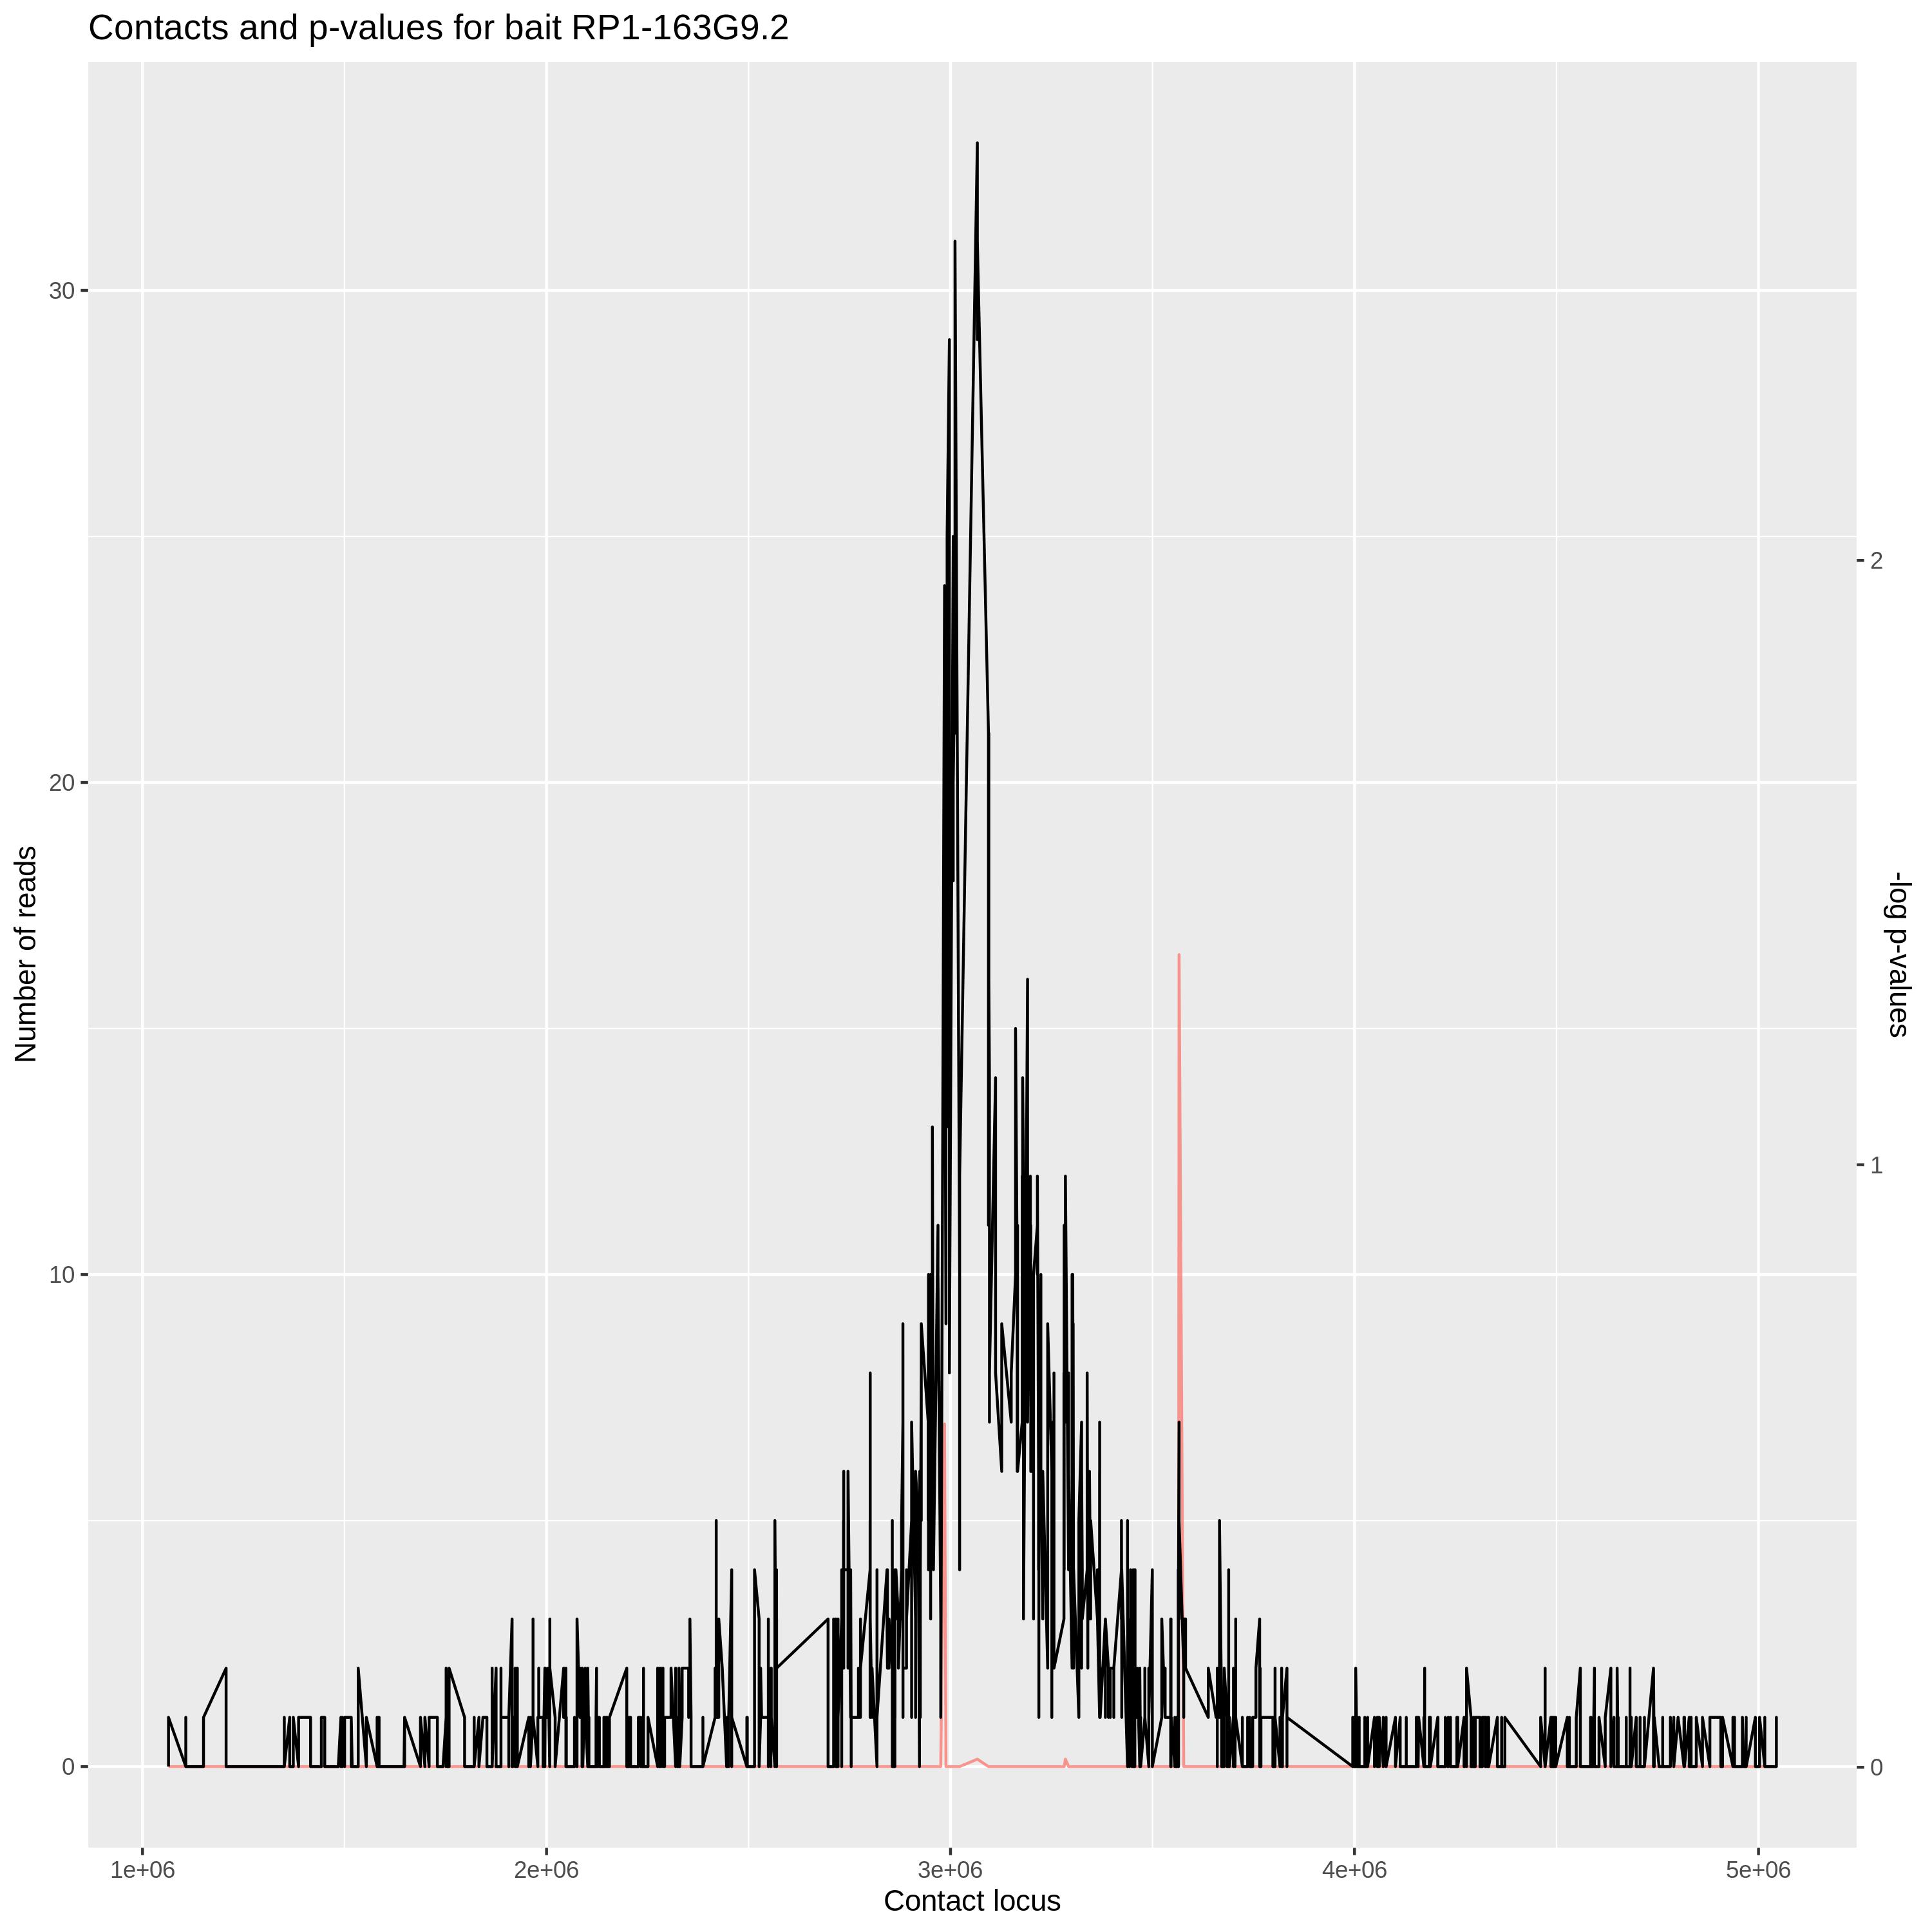 Contacts and p-values for bait RP1-163G9.2
30
20
10
0
2
1
0
Number of reads
-log p-values
1e+06
2e+06
3e+06
4e+06
5e+06
Contact locus